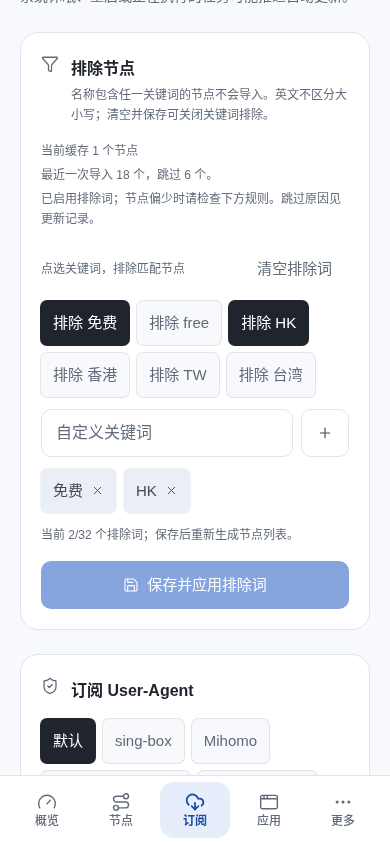 排除节点
名称包含任一关键词的节点不会导入。英文不区分大
小写；清空并保存可关闭关键词排除。
当前缓存 1 个节点
最近一次导入 18 个，跳过 6 个。
已启用排除词；节点偏少时请检查下方规则。跳过原因见
更新记录。
点选关键词，排除匹配节点
清空排除词
排除 免费
排除 free
排除 HK
排除 香港
排除 TW
排除 台湾
自定义关键词
免费
HK
当前 2/32 个排除词；保存后重新生成节点列表。
保存并应用排除词
订阅 User-Agent
默认
sing-box
Mihomo
概览
节点
订阅
应用
更多